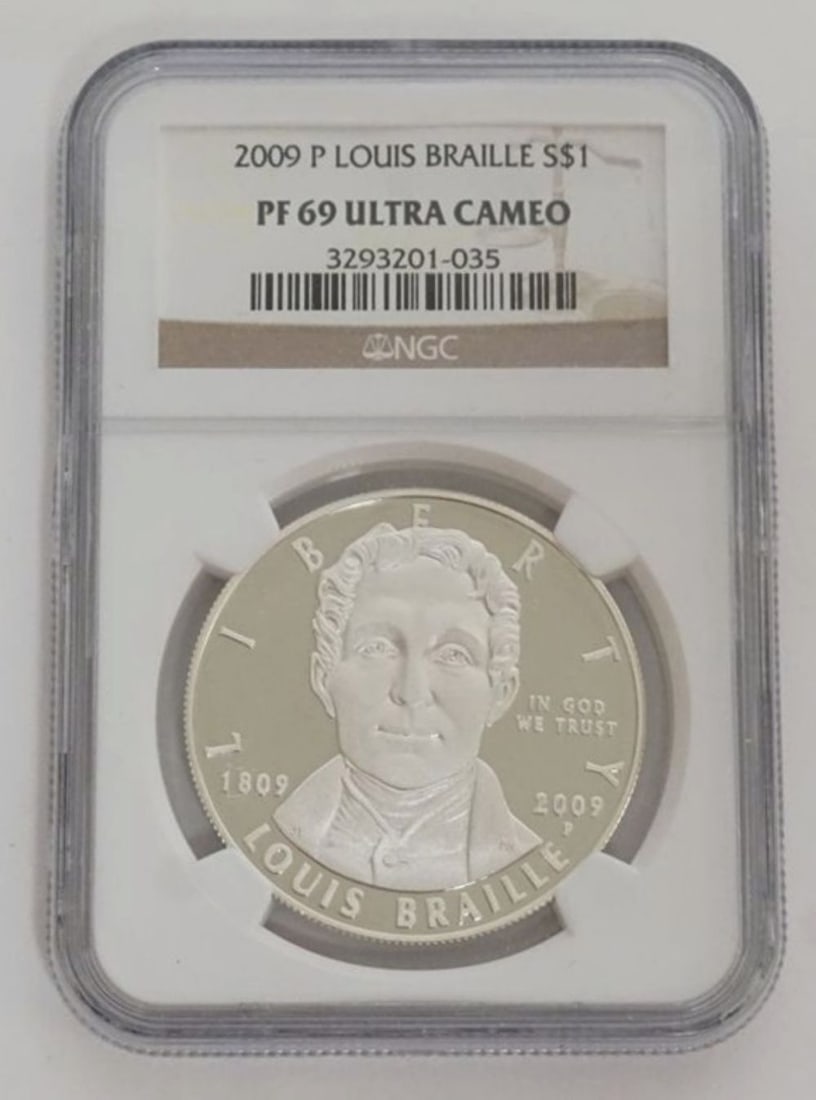 2009 P LOUIS BRAILLE S$1
PF 69 ULTRA CAMEO
3293201-035
NGC
LIBERTY
IN GOD
WE TRUST
1809
2009
P
LOUIS BRAILLE